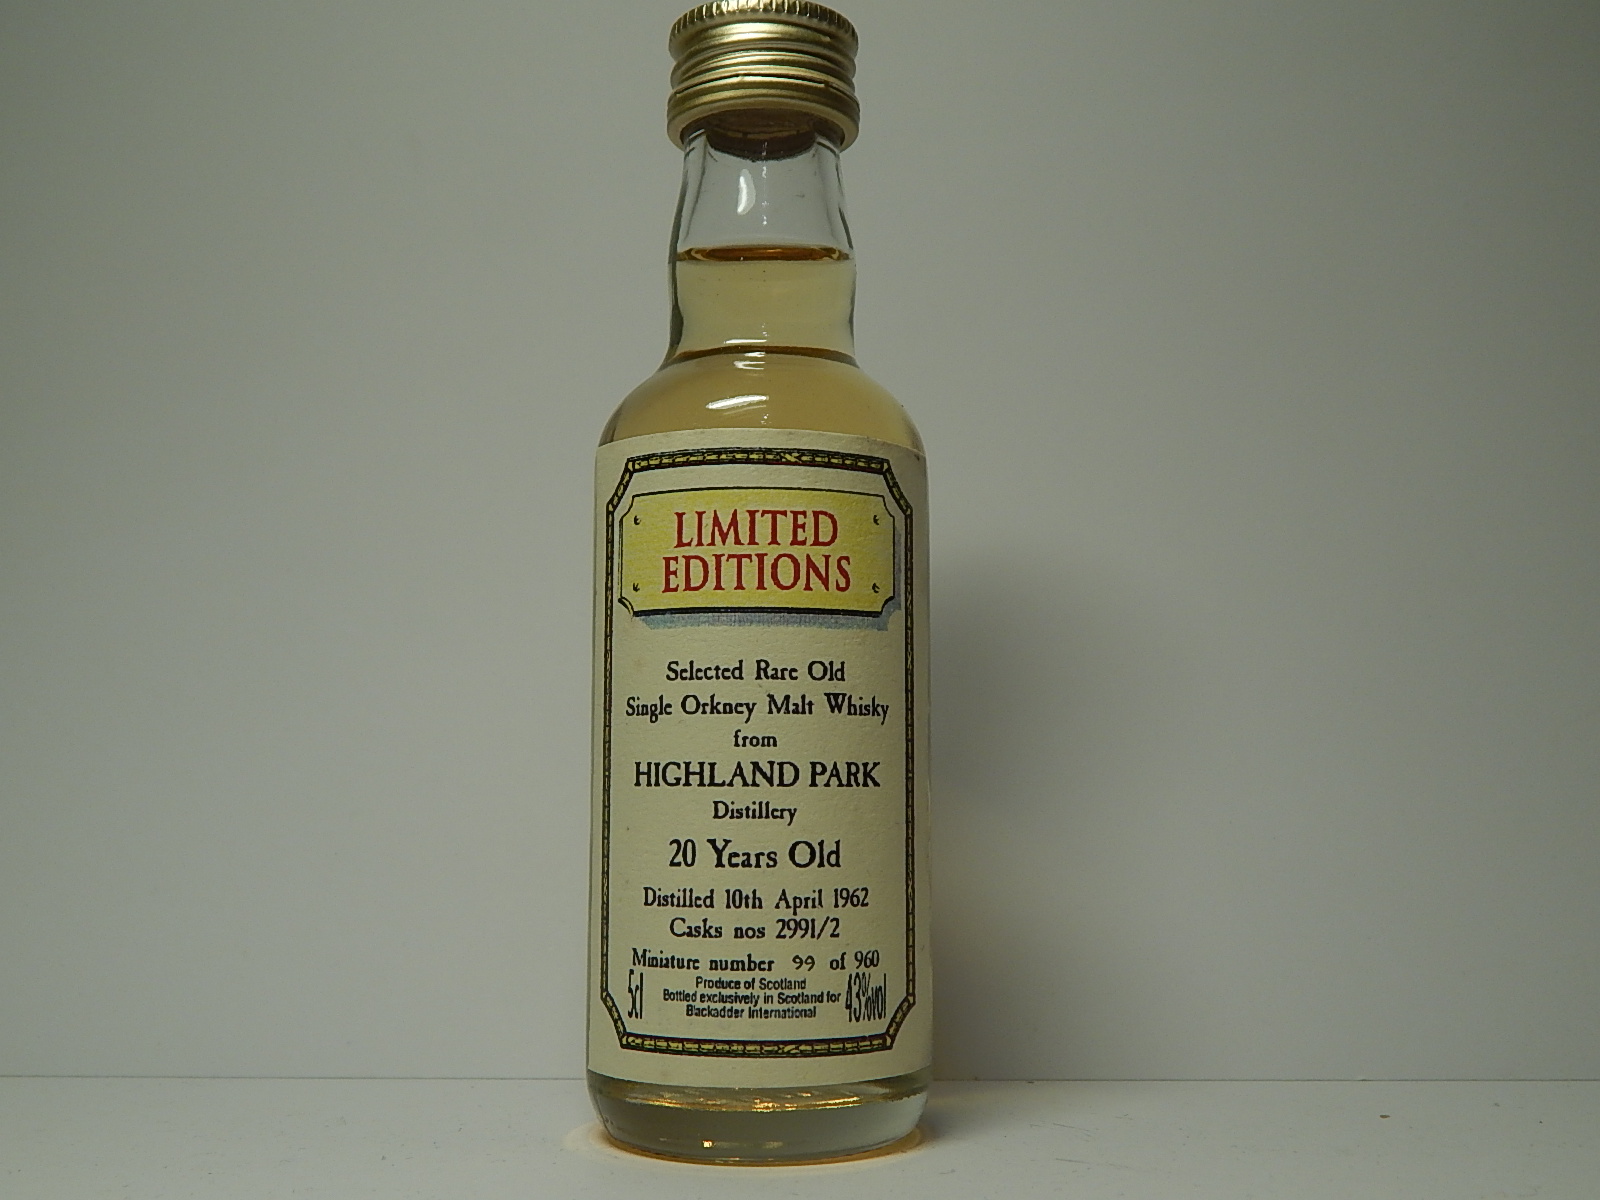 LIMITED
EDITIONS
Selected Rare Old
Single Orkney Malt Whisky
from
HIGHLAND PARK
Distillery
20 Years Old
Distilled 10th April 1962
Casks nos 2991/2
Miniature number 99 of 960
5cl
Produce of Scotland
Bottled exclusively in Scotland for
Blackadder International
43%vol